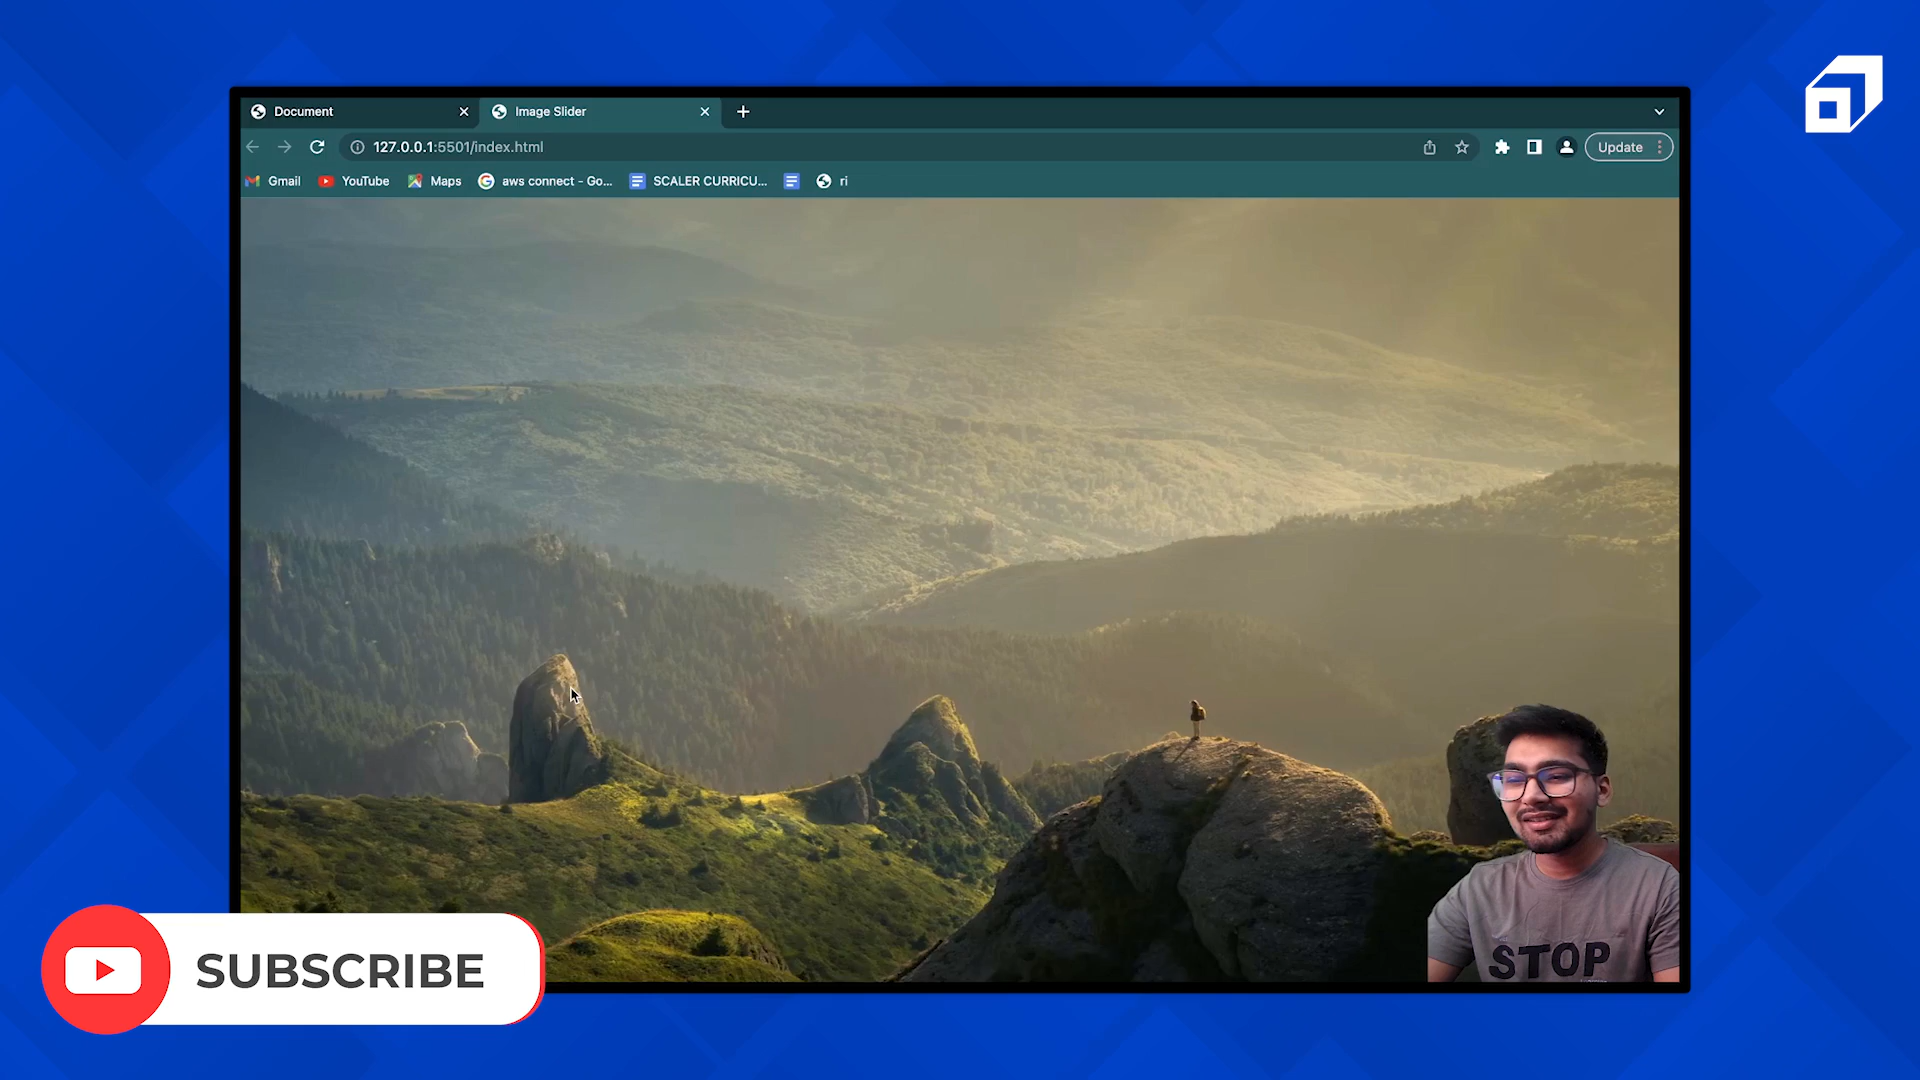 Document
Image Slider
127.0.0.1:5501/index.html
Update
Gmail
YouTube
Maps
aws connect - Go...
SCALER CURRICU...
ri
STOP
SUBSCRIBE